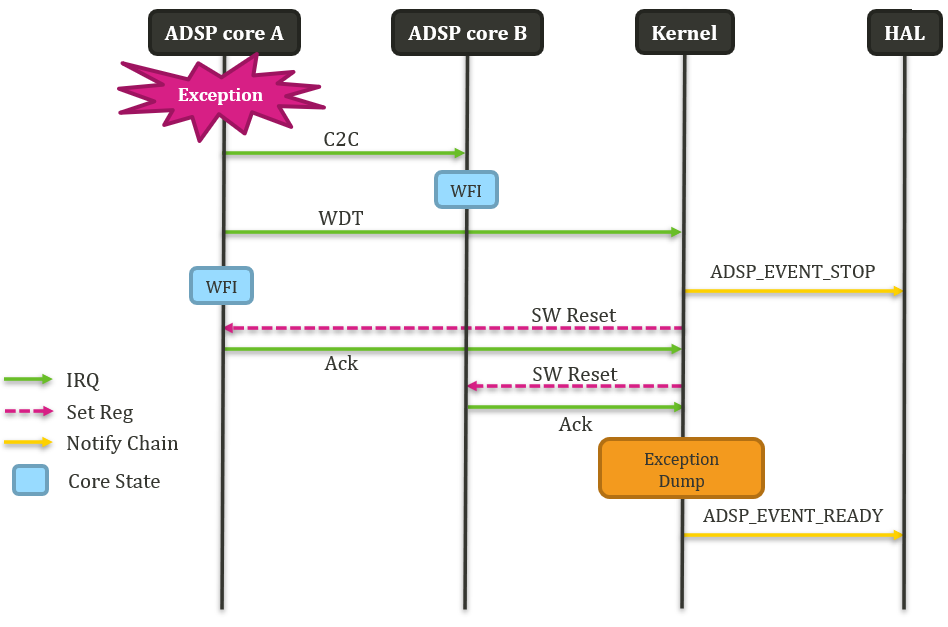 ADSP core A
ADSP core B
Kernel
HAL
Exception
C2C
WFI
WDT
WFI
ADSP_EVENT_STOP
SW Reset
Ack
SW Reset
Ack
IRQ
Set Reg
Notify Chain
Core State
Exception
Dump
ADSP_EVENT_READY